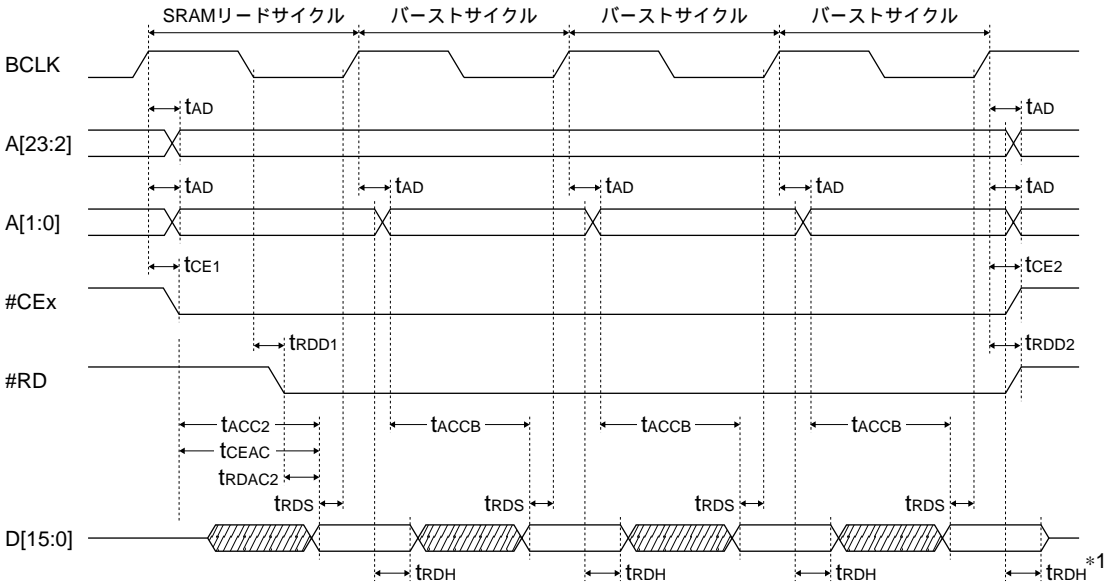 SRAMリードサイクル バーストサイクル バーストサイクル バーストサイクル
BCLK
tAD tAD
A[23:2]
tAD tAD tAD tAD tAD
A[1:0]
tCE1 tCE2
#CEx
tRDD1 tRDD2
#RD
tACC2 tACCB tACCB tACCB
tCEAC
tRDAC2
tRDS tRDS tRDS tRDS
D[15:0]
tRDH tRDH tRDH tRDH*1